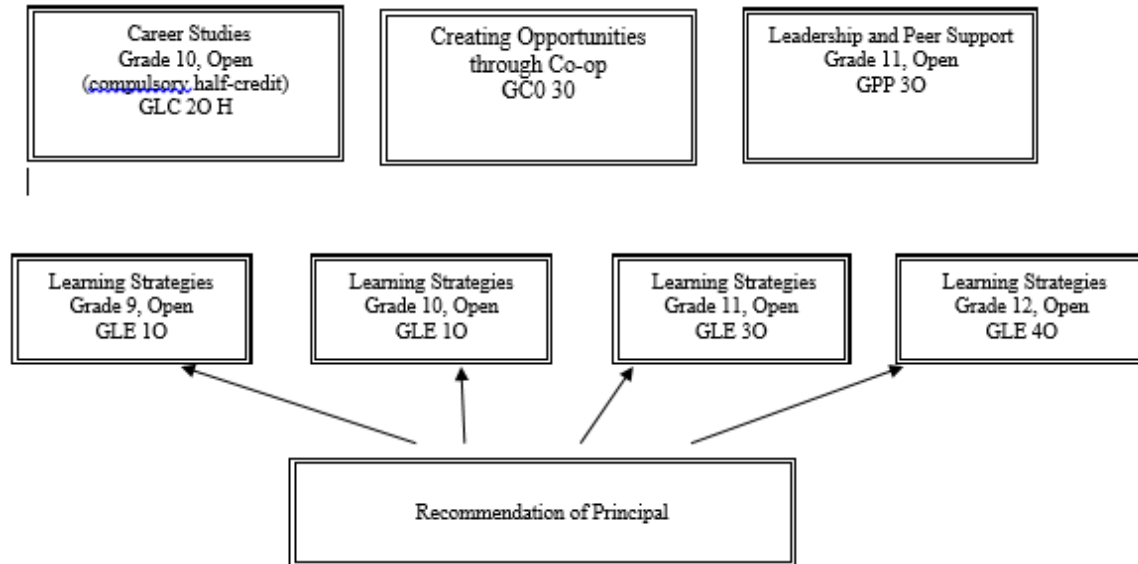 Career Studies
Grade 10, Open
(compulsory half-credit)
GLC 2O H
Creating Opportunities
through Co-op
GC0 30
Leadership and Peer Support
Grade 11, Open
GPP 3O
Learning Strategies
Grade 9, Open
GLE 1O
Learning Strategies
Grade 10, Open
GLE 1O
Learning Strategies
Grade 11, Open
GLE 3O
Learning Strategies
Grade 12, Open
GLE 4O
Recommendation of Principal